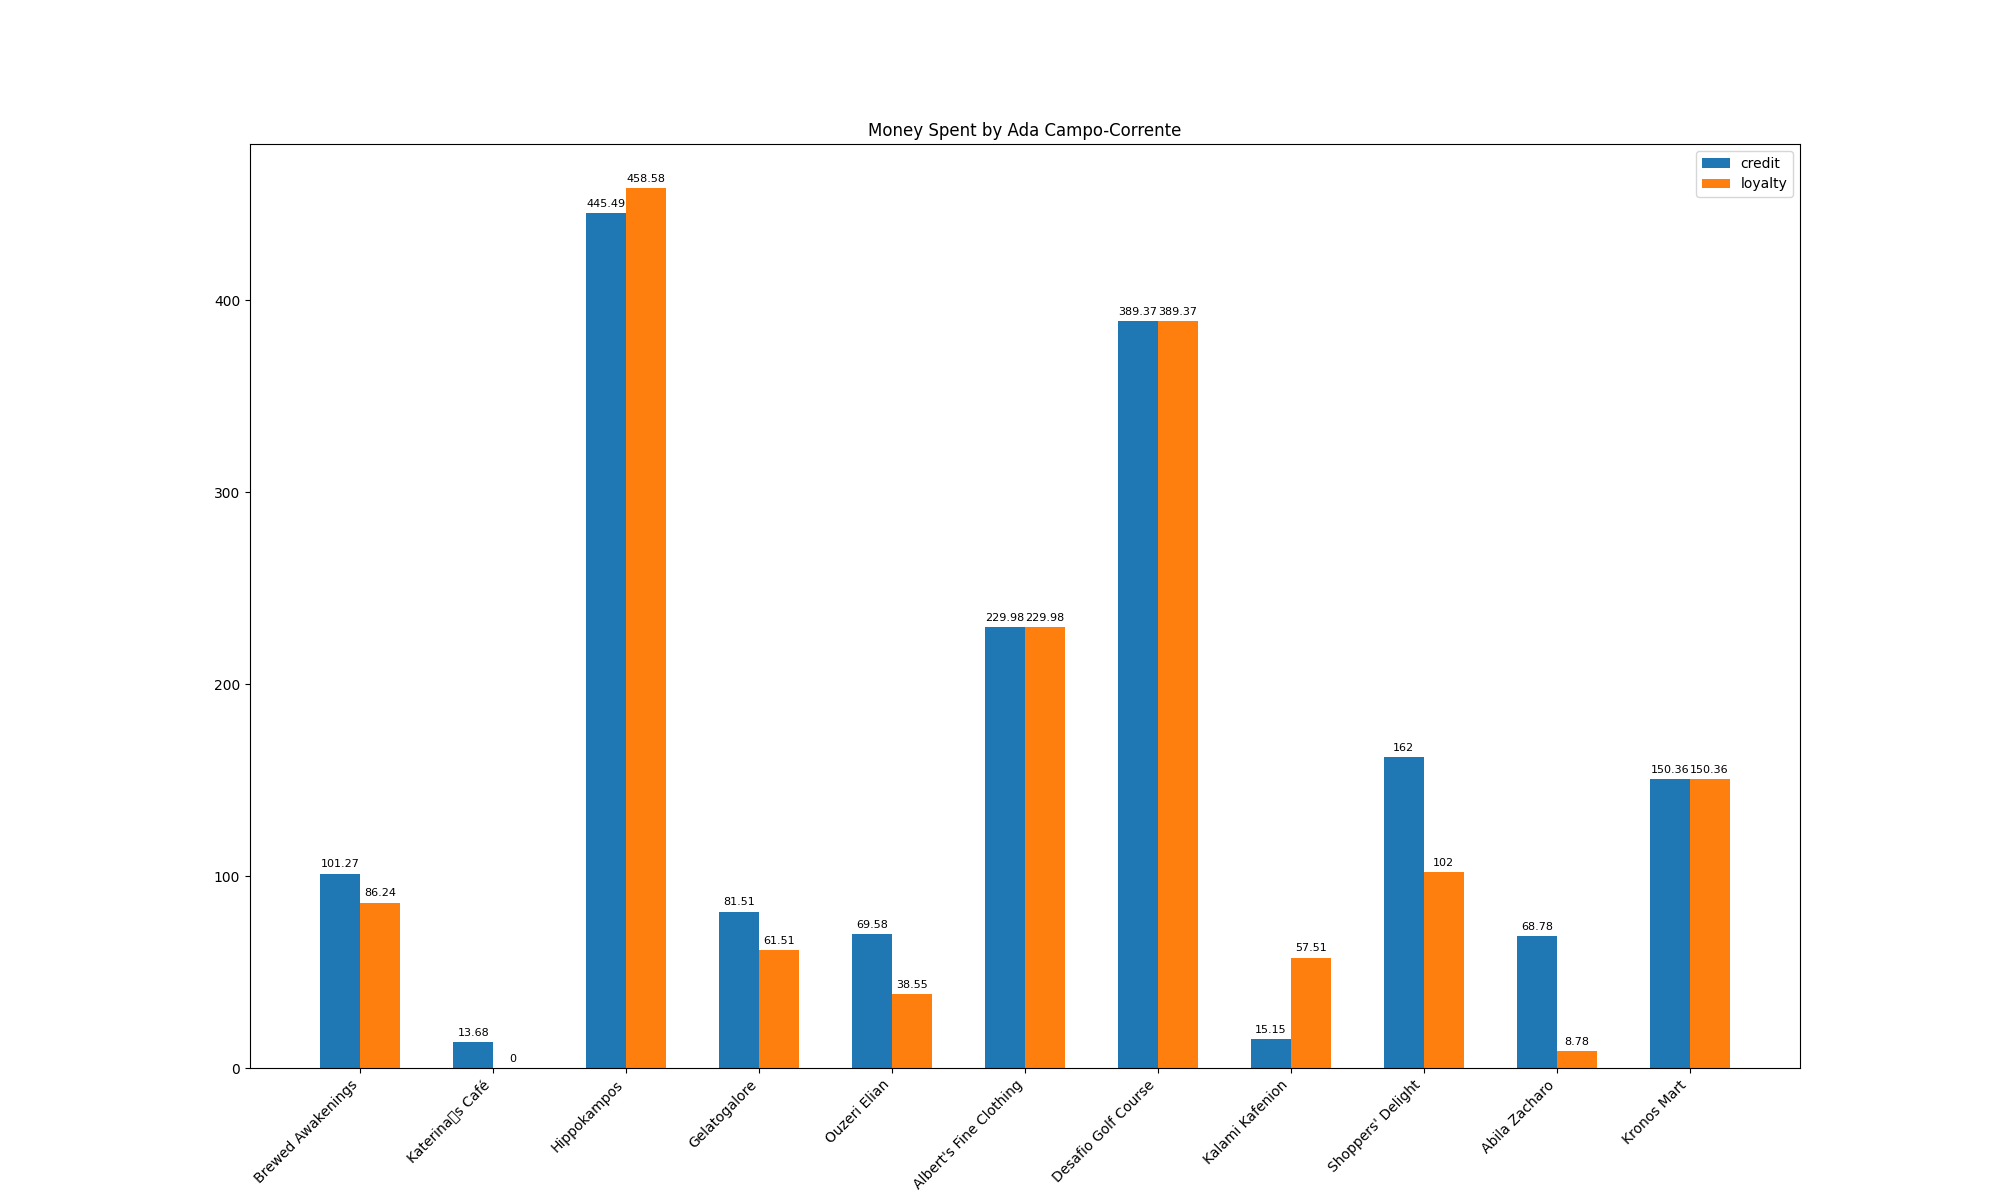 Money Spent by Ada Campo-Corrente
credit
loyalty
400
300
200
100
0
101.27
86.24
13.68
0
445.49
458.58
81.51
61.51
69.58
38.55
229.98
229.98
389.37
389.37
15.15
57.51
162
102
68.78
8.78
150.36
150.36
Brewed Awakenings
Katerina▯s Café
Hippokampos
Gelatogalore
Ouzeri Elian
Albert's Fine Clothing
Desafio Golf Course
Kalami Kafenion
Shoppers' Delight
Abila Zacharo
Kronos Mart